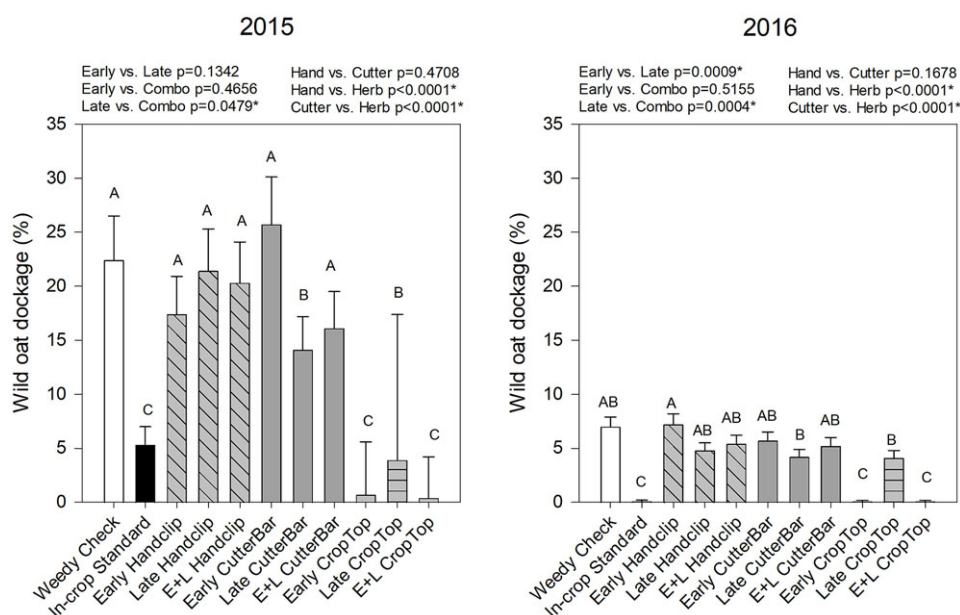 2015
Early vs. Late p=0.1342
Early vs. Combo p=0.4656
Late vs. Combo p=0.0479*
Hand vs. Cutter p=0.4708
Hand vs. Herb p<0.0001*
Cutter vs. Herb p<0.0001*
Wild oat dockage (%)
35
30
25
20
15
10
5
0
A
C
A
A
A
A
B
A
C
B
C
Weedy Check
In-crop Standard
Early Handclip
Late Handclip
E+L Handclip
Early CutterBar
Late CutterBar
E+L CutterBar
Early CropTop
Late CropTop
E+L CropTop
2016
Early vs. Late p=0.0009*
Early vs. Combo p=0.5155
Late vs. Combo p=0.0004*
Hand vs. Cutter p=0.1678
Hand vs. Herb p<0.0001*
Cutter vs. Herb p<0.0001*
Wild oat dockage (%)
35
30
25
20
15
10
5
0
AB
C
A
AB
AB
AB
B
AB
C
B
C
Weedy Check
In-crop Standard
Early Handclip
Late Handclip
E+L Handclip
Early CutterBar
Late CutterBar
E+L CutterBar
Early CropTop
Late CropTop
E+L CropTop